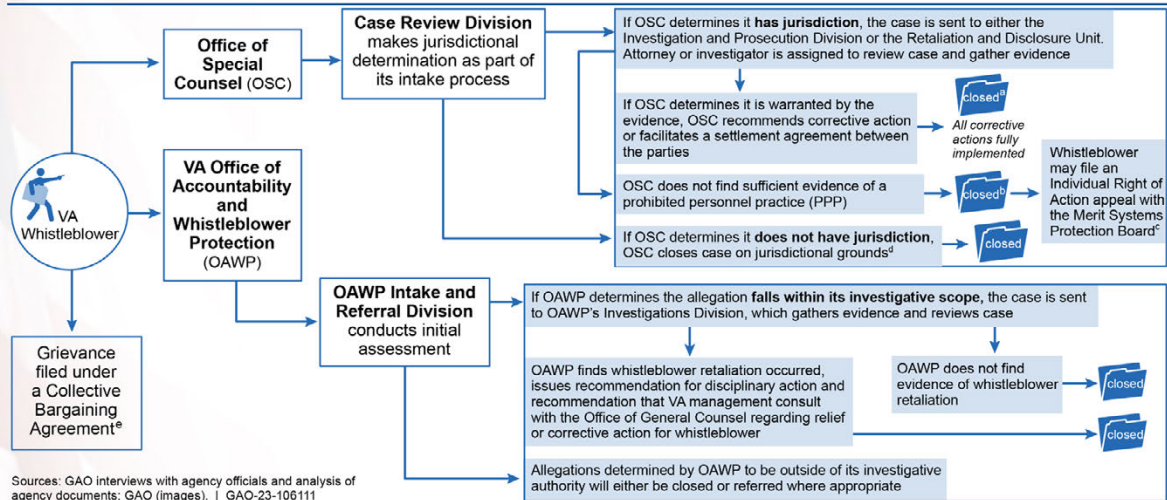 Office of
Special
Counsel (OSC)
Case Review Division
makes jurisdictional
determination as part of
its intake process
If OSC determines it has jurisdiction, the case is sent to either the
Investigation and Prosecution Division or the Retaliation and Disclosure Unit.
Attorney or investigator is assigned to review case and gather evidence
If OSC determines it is warranted by the
evidence, OSC recommends corrective action
or facilitates a settlement agreement between
the parties
closedᵃ
All corrective
actions fully
implemented
OSC does not find sufficient evidence of a
prohibited personnel practice (PPP)
closedᵇ
Whistleblower
may file an
Individual Right of
Action appeal with
the Merit Systems
Protection Boardᶜ
If OSC determines it does not have jurisdiction,
OSC closes case on jurisdictional groundsᵈ
closed
VA
Whistleblower
VA Office of
Accountability
and
Whistleblower
Protection
(OAWP)
OAWP Intake and
Referral Division
conducts initial
assessment
If OAWP determines the allegation falls within its investigative scope, the case is sent
to OAWP's Investigations Division, which gathers evidence and reviews case
OAWP finds whistleblower retaliation occurred,
issues recommendation for disciplinary action and
recommendation that VA management consult
with the Office of General Counsel regarding relief
or corrective action for whistleblower
closed
OAWP does not find
evidence of whistleblower
retaliation
closed
Allegations determined by OAWP to be outside of its investigative
authority will either be closed or referred where appropriate
Grievance
filed under
a Collective
Bargaining
Agreementᵉ
Sources: GAO interviews with agency officials and analysis of
agency documents; GAO (images). | GAO-23-106111